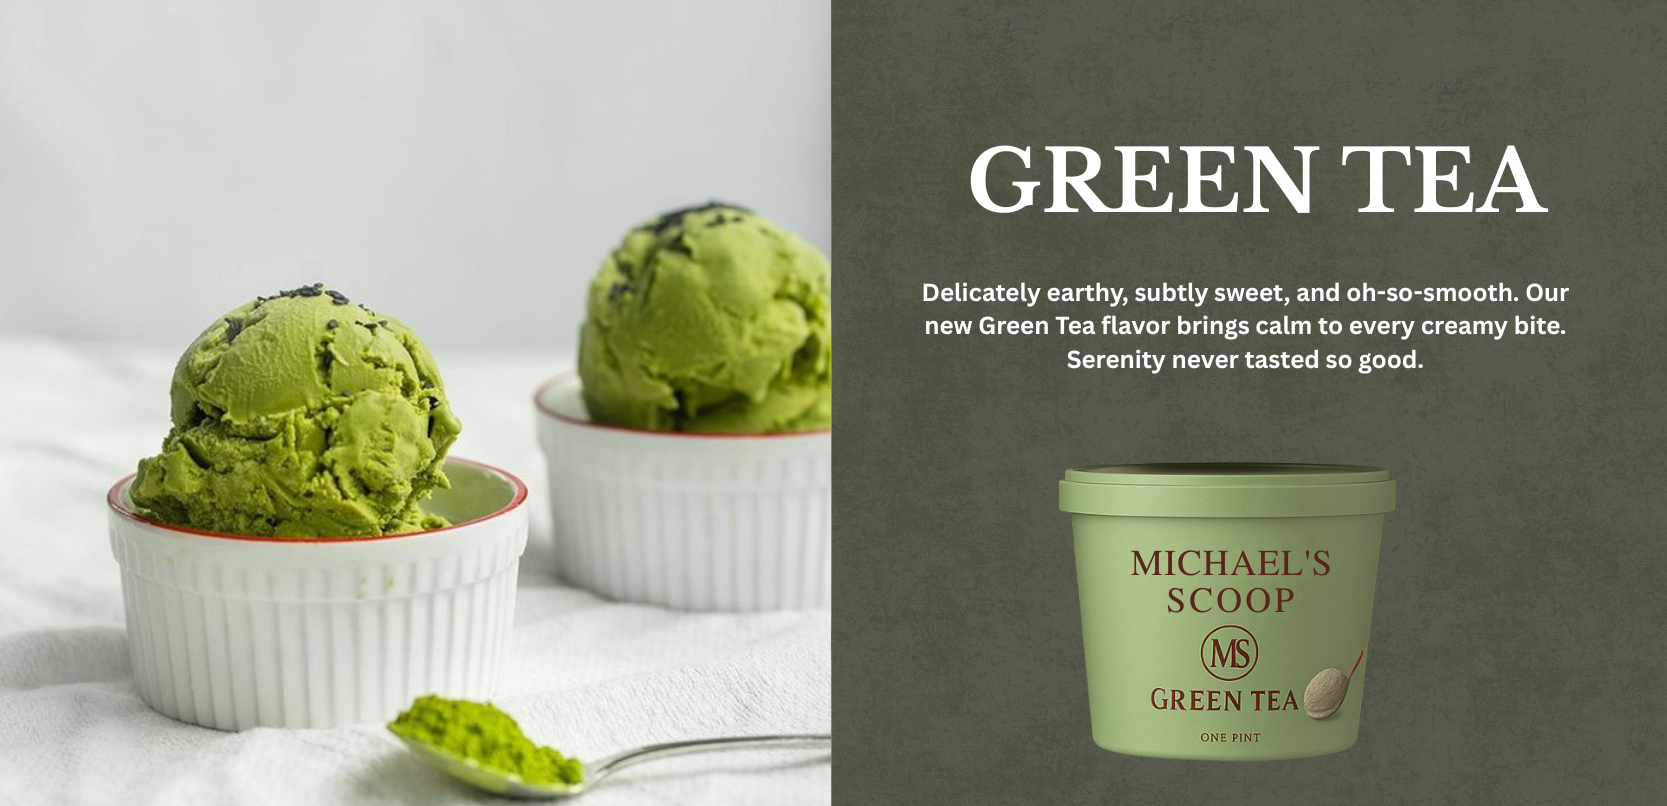 GREEN TEA
Delicately earthy, subtly sweet, and oh-so-smooth. Our
new Green Tea flavor brings calm to every creamy bite.
Serenity never tasted so good.
MICHAEL'S
SCOOP
MS
GREEN TEA
ONE PINT